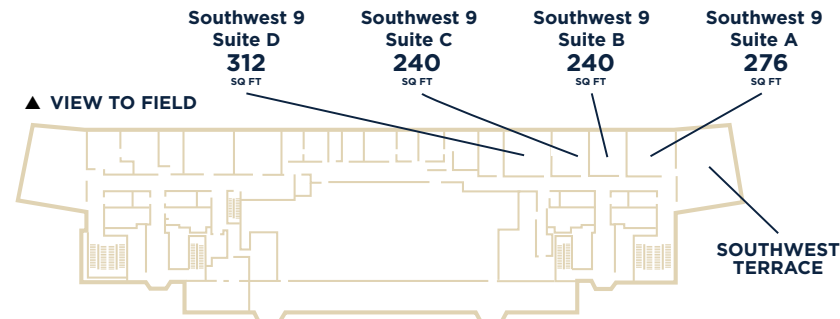 Southwest 9
Suite D
312
SQ FT
Southwest 9
Suite C
240
SQ FT
Southwest 9
Suite B
240
SQ FT
Southwest 9
Suite A
276
SQ FT
▲ VIEW TO FIELD
SOUTHWEST
TERRACE